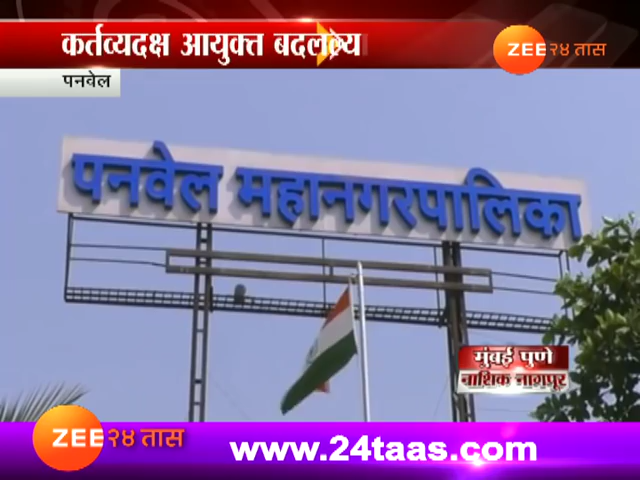 कर्तव्यदक्ष आयुक्त बदलल्य
ZEE २४ तास
पनवेल
पनवेल महानगरपालिका
मुंबई पुणे
नाशिक नागपूर
ZEE २४ तास
www.24taas.com